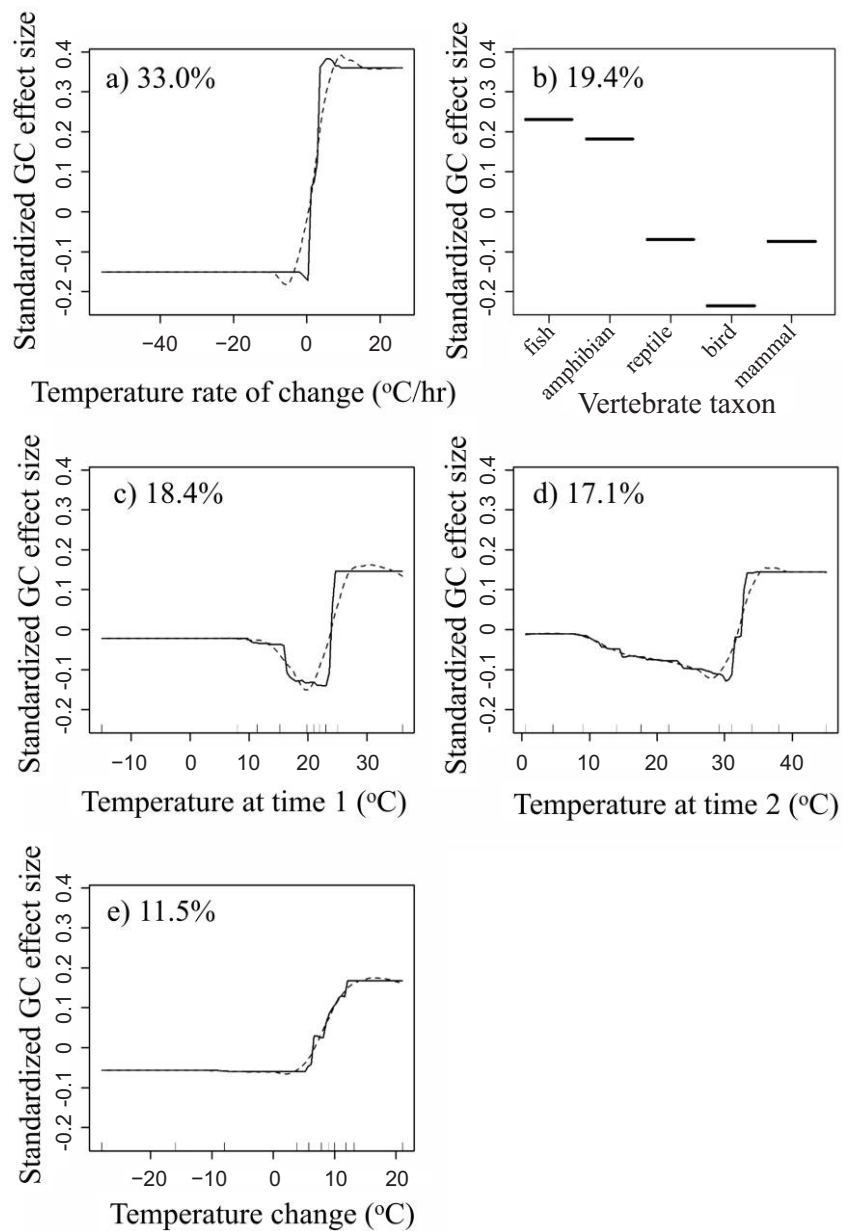 a) 33.0%
Standardized GC effect size
0.4
0.3
0.2
0.1
0
-0.1
-0.2
−40
−20
0
20
Temperature rate of change (°C/hr)
b) 19.4%
Standardized GC effect size
0.4
0.3
0.2
0.1
0
-0.1
-0.2
fish
amphibian
reptile
bird
mammal
Vertebrate taxon
c) 18.4%
Standardized GC effect size
0.4
0.3
0.2
0.1
0
-0.1
-0.2
−10
0
10
20
30
Temperature at time 1 (°C)
d) 17.1%
Standardized GC effect size
0.4
0.3
0.2
0.1
0
-0.1
-0.2
0
10
20
30
40
Temperature at time 2 (°C)
e) 11.5%
Standardized GC effect size
0.4
0.3
0.2
0.1
0
-0.1
-0.2
−20
−10
0
10
20
Temperature change (°C)